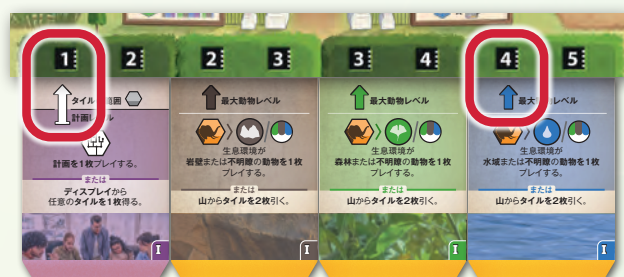 1 2 2 3 3 4 4 5
タイル 範囲
計画レベル
計画を1枚プレイする。
または
ディスプレイから
任意のタイルを1枚得る。
I
最大動物レベル
生息環境が
岩壁または不明瞭の動物を1枚
プレイする。
または
山からタイルを2枚引く。
I
最大動物レベル
生息環境が
森林または不明瞭の動物を1枚
プレイする。
または
山からタイルを2枚引く。
I
最大動物レベル
生息環境が
水域または不明瞭の動物を1枚
プレイする。
または
山からタイルを2枚引く。
I